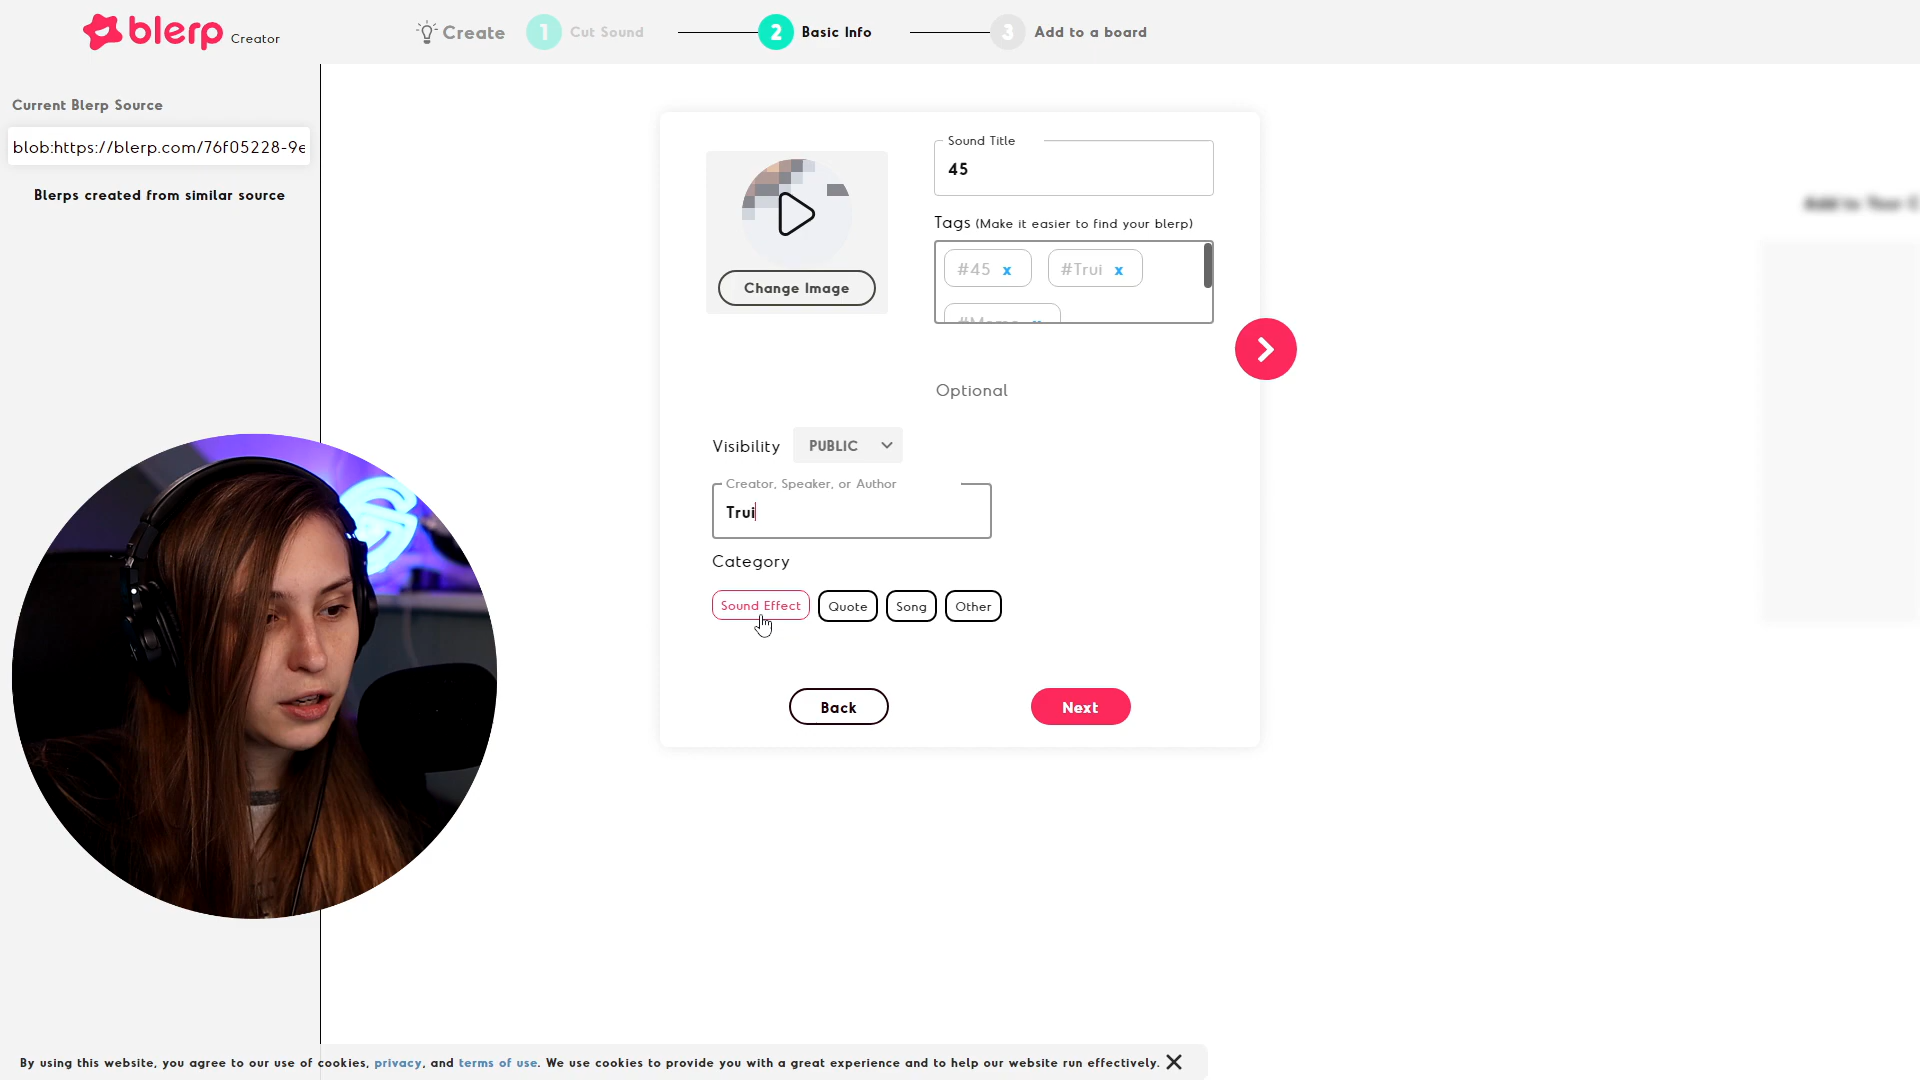 blerp Creator
Create
1 Cut Sound
2 Basic Info
3 Add to a board
Current Blerp Source
blob:https://blerp.com/76f05228-9e
Blerps created from similar source
Change Image
Sound Title
45
Tags (Make it easier to find your blerp)
#45 x #Trui x
Optional
Visibility PUBLIC
Creator, Speaker, or Author
Trui
Category
Sound Effect Quote Song Other
Back Next
Add to Your C
By using this website, you agree to our use of cookies, privacy, and terms of use. We use cookies to provide you with a great experience and to help our website run effectively.